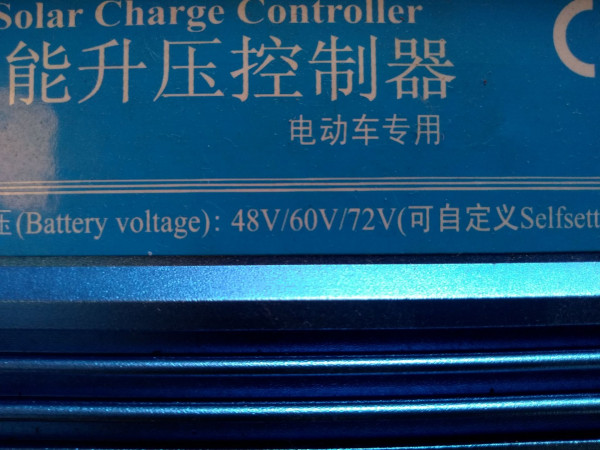 Solar Charge Controller
能升压控制器
电动车专用
压(Battery voltage): 48V/60V/72V(可自定义Selfsett